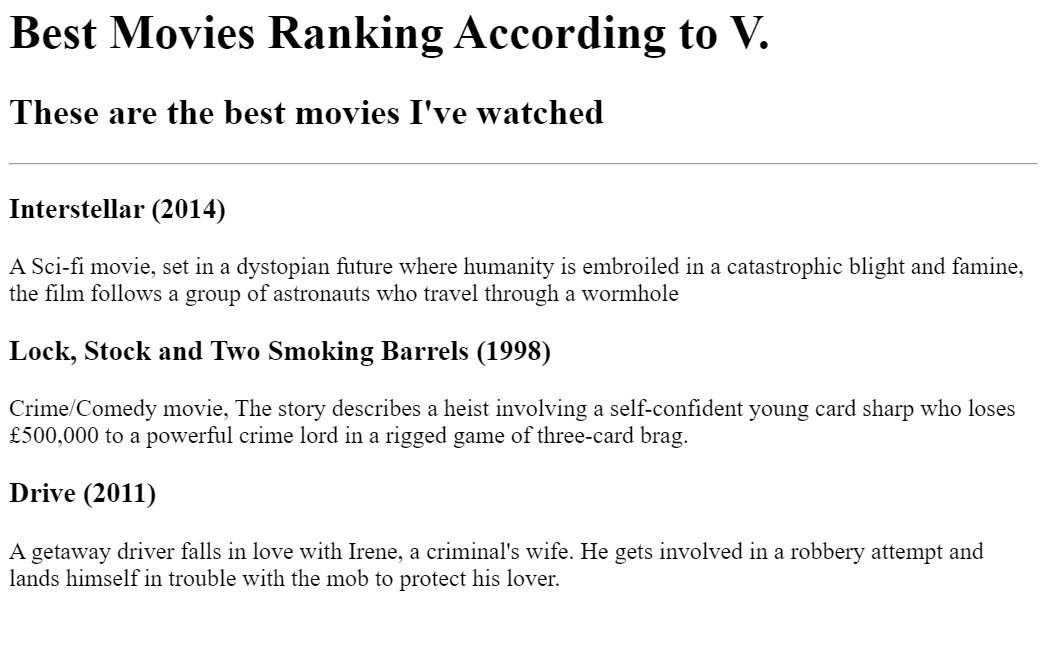 Best Movies Ranking According to V.
These are the best movies I've watched
Interstellar (2014)
A Sci-fi movie, set in a dystopian future where humanity is embroiled in a catastrophic blight and famine,
the film follows a group of astronauts who travel through a wormhole
Lock, Stock and Two Smoking Barrels (1998)
Crime/Comedy movie, The story describes a heist involving a self-confident young card sharp who loses
£500,000 to a powerful crime lord in a rigged game of three-card brag.
Drive (2011)
A getaway driver falls in love with Irene, a criminal's wife. He gets involved in a robbery attempt and
lands himself in trouble with the mob to protect his lover.